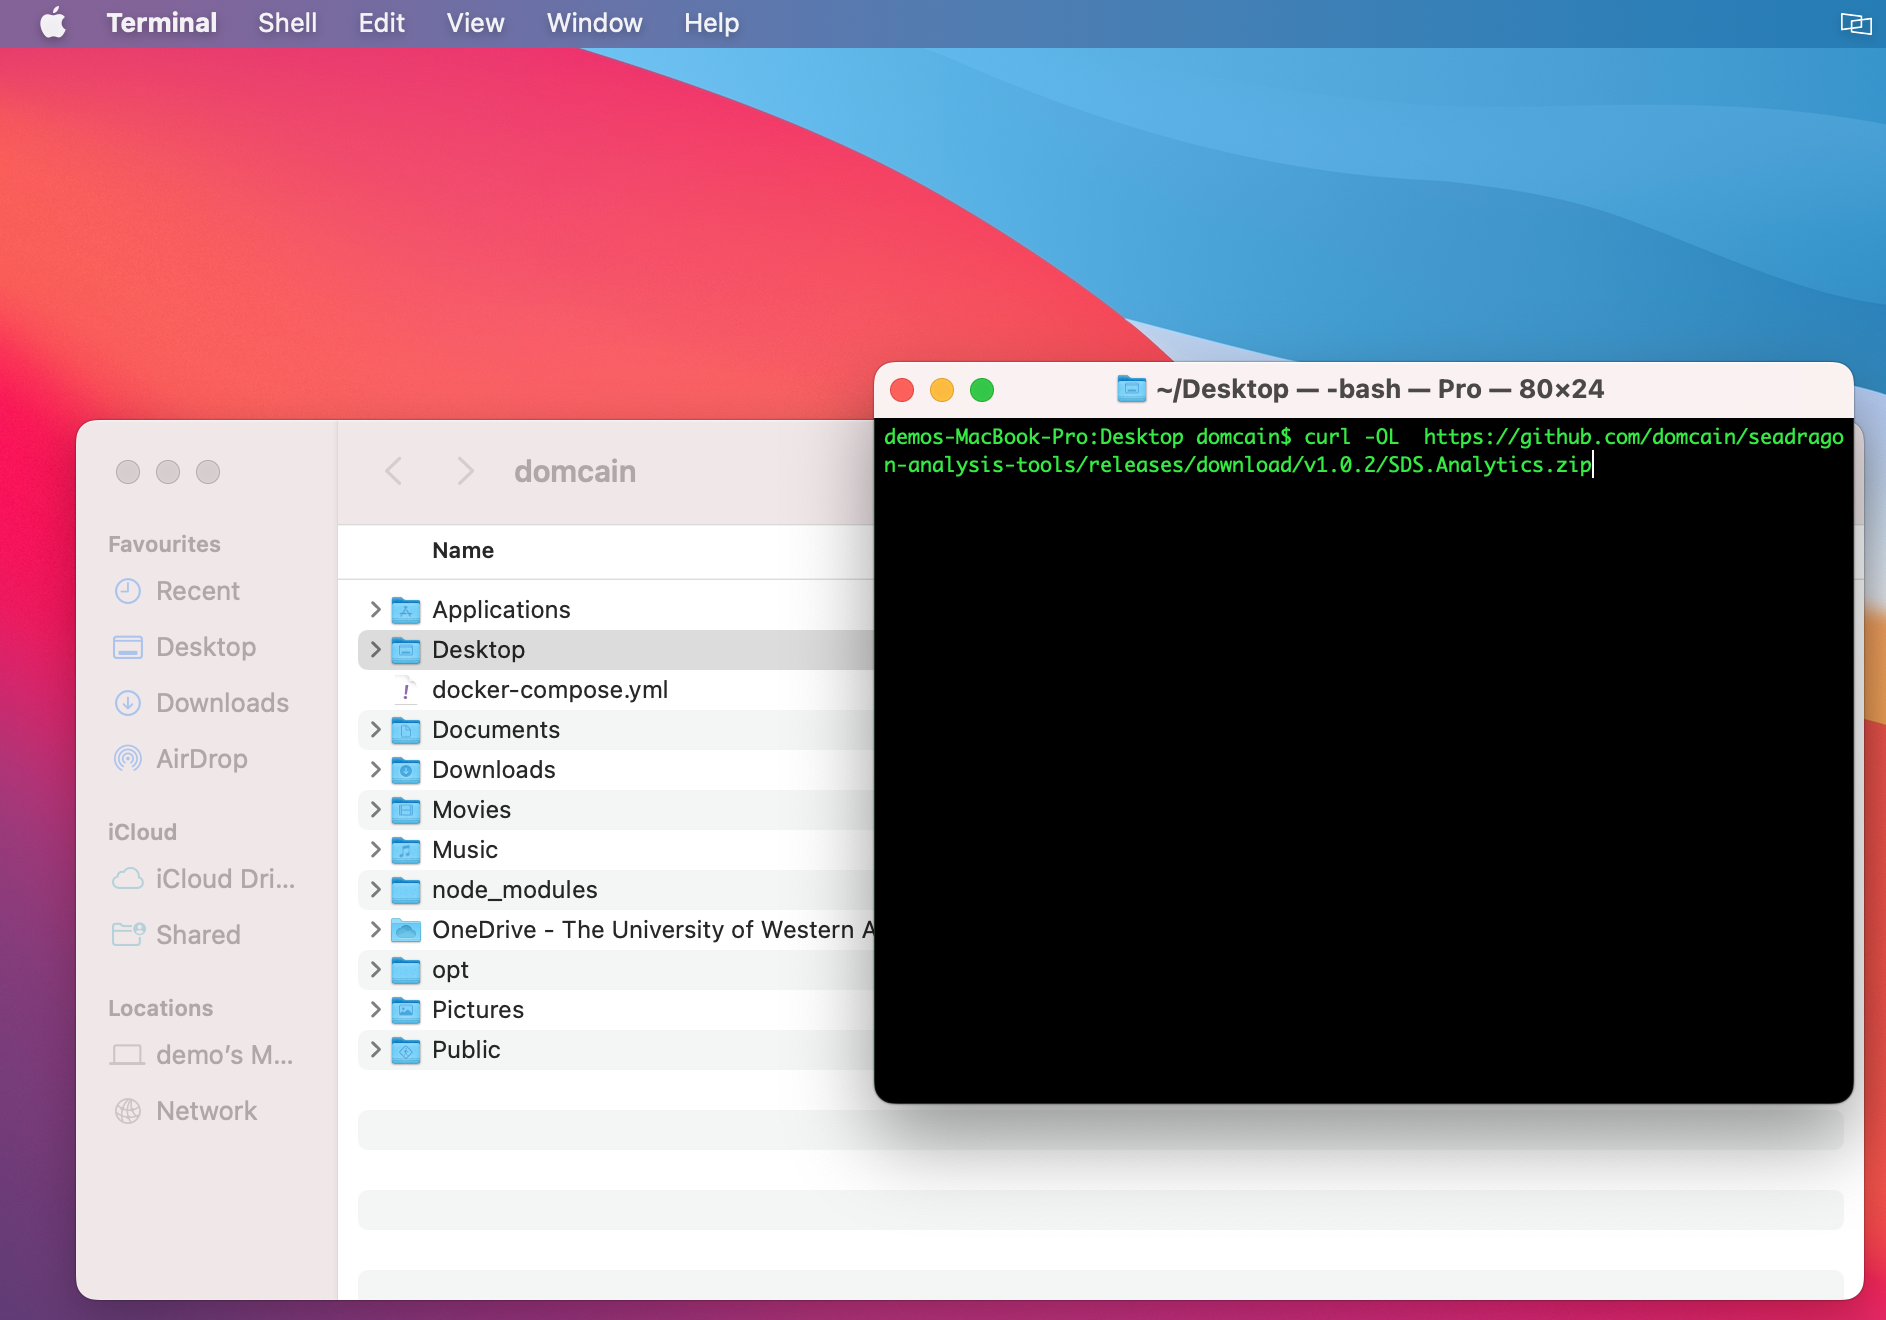 Terminal Shell Edit View Window Help
~/Desktop — -bash — Pro — 80×24
demos-MacBook-Pro:Desktop domcain$ curl -OL  https://github.com/domcain/seadrago
n-analysis-tools/releases/download/v1.0.2/SDS.Analytics.zip
domcain
Favourites
Recent
Desktop
Downloads
AirDrop
iCloud
iCloud Dri...
Shared
Locations
demo’s M...
Network
Name
Applications
Desktop
docker-compose.yml
Documents
Downloads
Movies
Music
node_modules
OneDrive - The University of Western A
opt
Pictures
Public